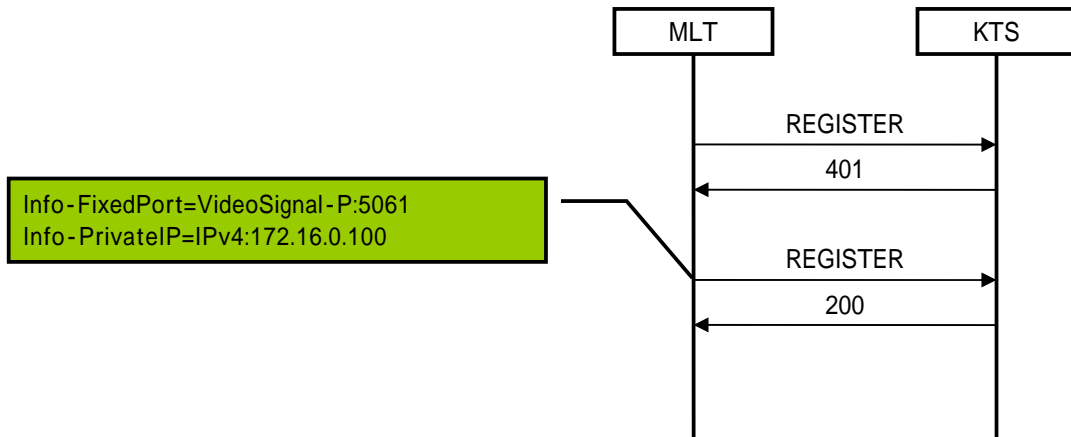 MLT
KTS
REGISTER
401
Info-FixedPort=VideoSignal-P:5061
Info-PrivateIP=IPv4:172.16.0.100
REGISTER
200